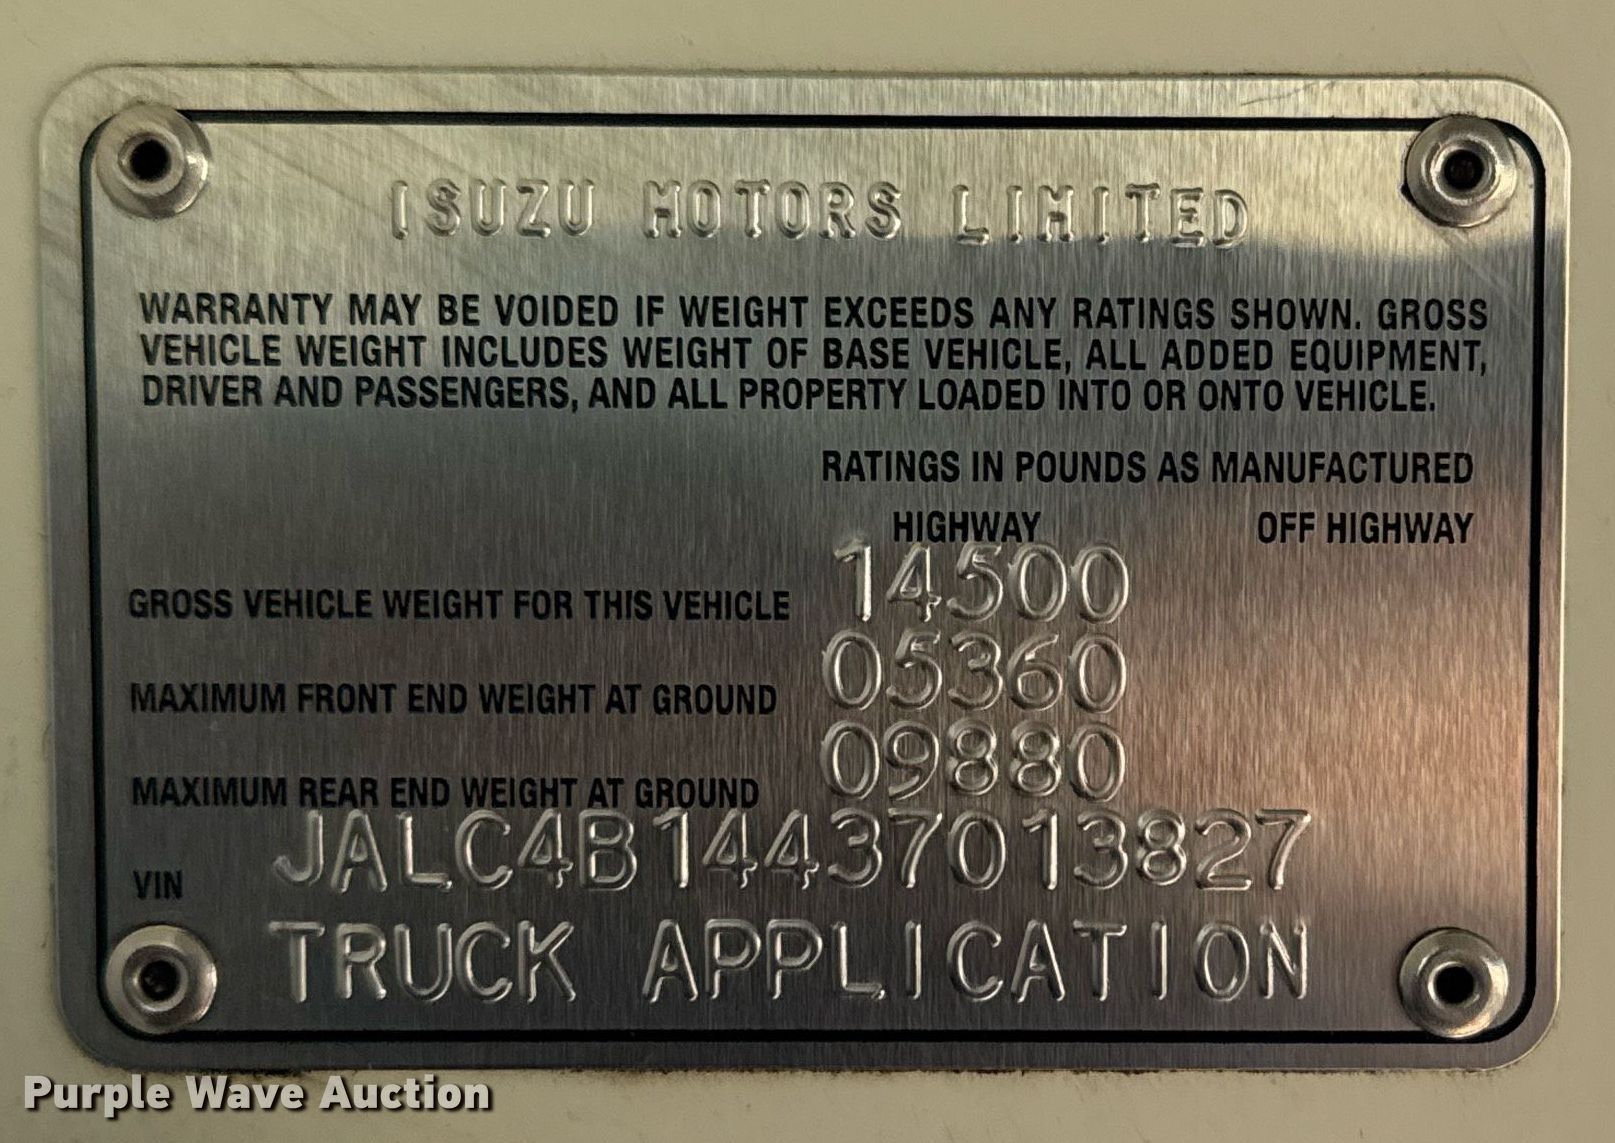 ISUZU MOTORS LIMITED
WARRANTY MAY BE VOIDED IF WEIGHT EXCEEDS ANY RATINGS SHOWN. GROSS
VEHICLE WEIGHT INCLUDES WEIGHT OF BASE VEHICLE, ALL ADDED EQUIPMENT,
DRIVER AND PASSENGERS, AND ALL PROPERTY LOADED INTO OR ONTO VEHICLE.
RATINGS IN POUNDS AS MANUFACTURED
HIGHWAY OFF HIGHWAY
GROSS VEHICLE WEIGHT FOR THIS VEHICLE 14500
MAXIMUM FRONT END WEIGHT AT GROUND 05360
MAXIMUM REAR END WEIGHT AT GROUND 09880
VIN JALC4B14437013827
TRUCK APPLICATION
Purple Wave Auction